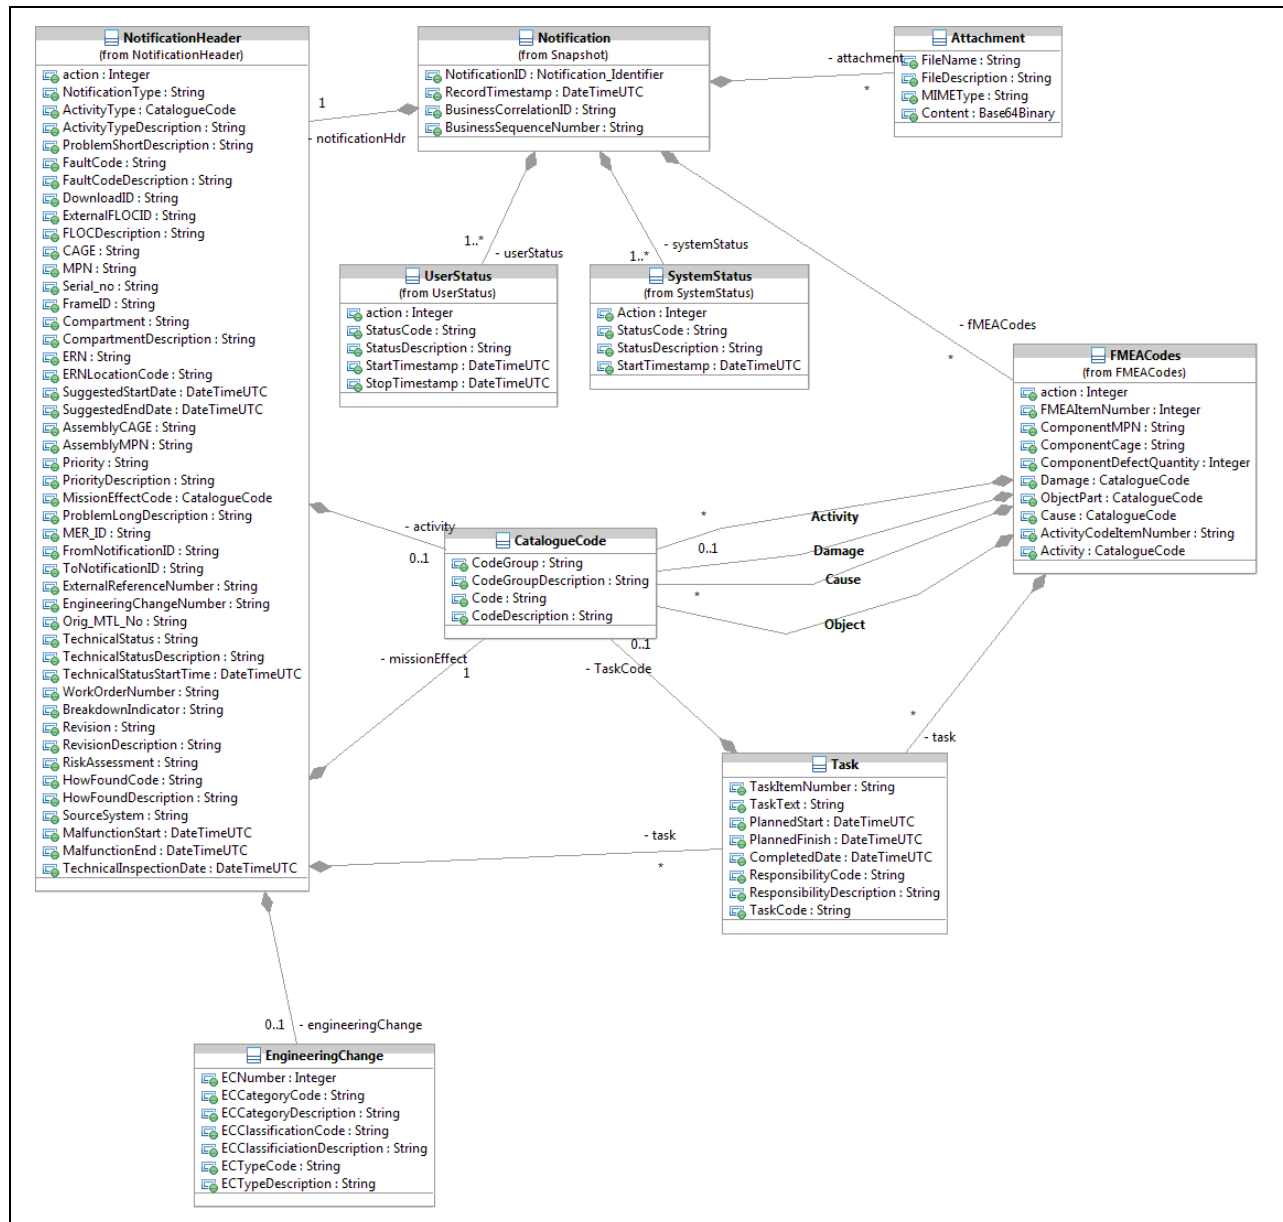 NotificationHeader
(from NotificationHeader)
action : Integer
NotificationType : String
ActivityType : CatalogueCode
ActivityTypeDescription : String
ProblemShortDescription : String
FaultCode : String
FaultCodeDescription : String
DownloadID : String
ExternalFLOCID : String
FLOCDescription : String
CAGE : String
MPN : String
Serial_no : String
FrameID : String
Compartment : String
CompartmentDescription : String
ERN : String
ERNLocationCode : String
SuggestedStartDate : DateTimeUTC
SuggestedEndDate : DateTimeUTC
AssemblyCAGE : String
AssemblyMPN : String
Priority : String
PriorityDescription : String
MissionEffectCode : CatalogueCode
ProblemLongDescription : String
MER_ID : String
FromNotificationID : String
ToNotificationID : String
ExternalReferenceNumber : String
EngineeringChangeNumber : String
Orig_MTL_No : String
TechnicalStatus : String
TechnicalStatusDescription : String
TechnicalStatusStartTime : DateTimeUTC
WorkOrderNumber : String
BreakdownIndicator : String
Revision : String
RevisionDescription : String
RiskAssessment : String
HowFoundCode : String
HowFoundDescription : String
SourceSystem : String
MalfunctionStart : DateTimeUTC
MalfunctionEnd : DateTimeUTC
TechnicalInspectionDate : DateTimeUTC
1
- notificationHdr
Notification
(from Snapshot)
NotificationID : Notification_Identifier
RecordTimestamp : DateTimeUTC
BusinessCorrelationID : String
BusinessSequenceNumber : String
- attachment
*
Attachment
FileName : String
FileDescription : String
MIMEType : String
Content : Base64Binary
1..*
- userStatus
UserStatus
(from UserStatus)
action : Integer
StatusCode : String
StatusDescription : String
StartTimestamp : DateTimeUTC
StopTimestamp : DateTimeUTC
- systemStatus
1..*
SystemStatus
(from SystemStatus)
Action : Integer
StatusCode : String
StatusDescription : String
StartTimestamp : DateTimeUTC
- fMEACodes
*
FMEACodes
(from FMEACodes)
action : Integer
FMEAItemNumber : Integer
ComponentMPN : String
ComponentCage : String
ComponentDefectQuantity : Integer
Damage : CatalogueCode
ObjectPart : CatalogueCode
Cause : CatalogueCode
ActivityCodeItemNumber : String
Activity : CatalogueCode
- activity
0..1
CatalogueCode
CodeGroup : String
CodeGroupDescription : String
Code : String
CodeDescription : String
*
Activity
0..1
Damage
Cause
*
Object
0..1
- missionEffect
1
- TaskCode
*
- task
Task
TaskItemNumber : String
TaskText : String
PlannedStart : DateTimeUTC
PlannedFinish : DateTimeUTC
CompletedDate : DateTimeUTC
ResponsibilityCode : String
ResponsibilityDescription : String
TaskCode : String
- task
*
0..1
- engineeringChange
EngineeringChange
ECNumber : Integer
ECCategoryCode : String
ECCategoryDescription : String
ECClassificationCode : String
ECClassificiationDescription : String
ECTypeCode : String
ECTypeDescription : String